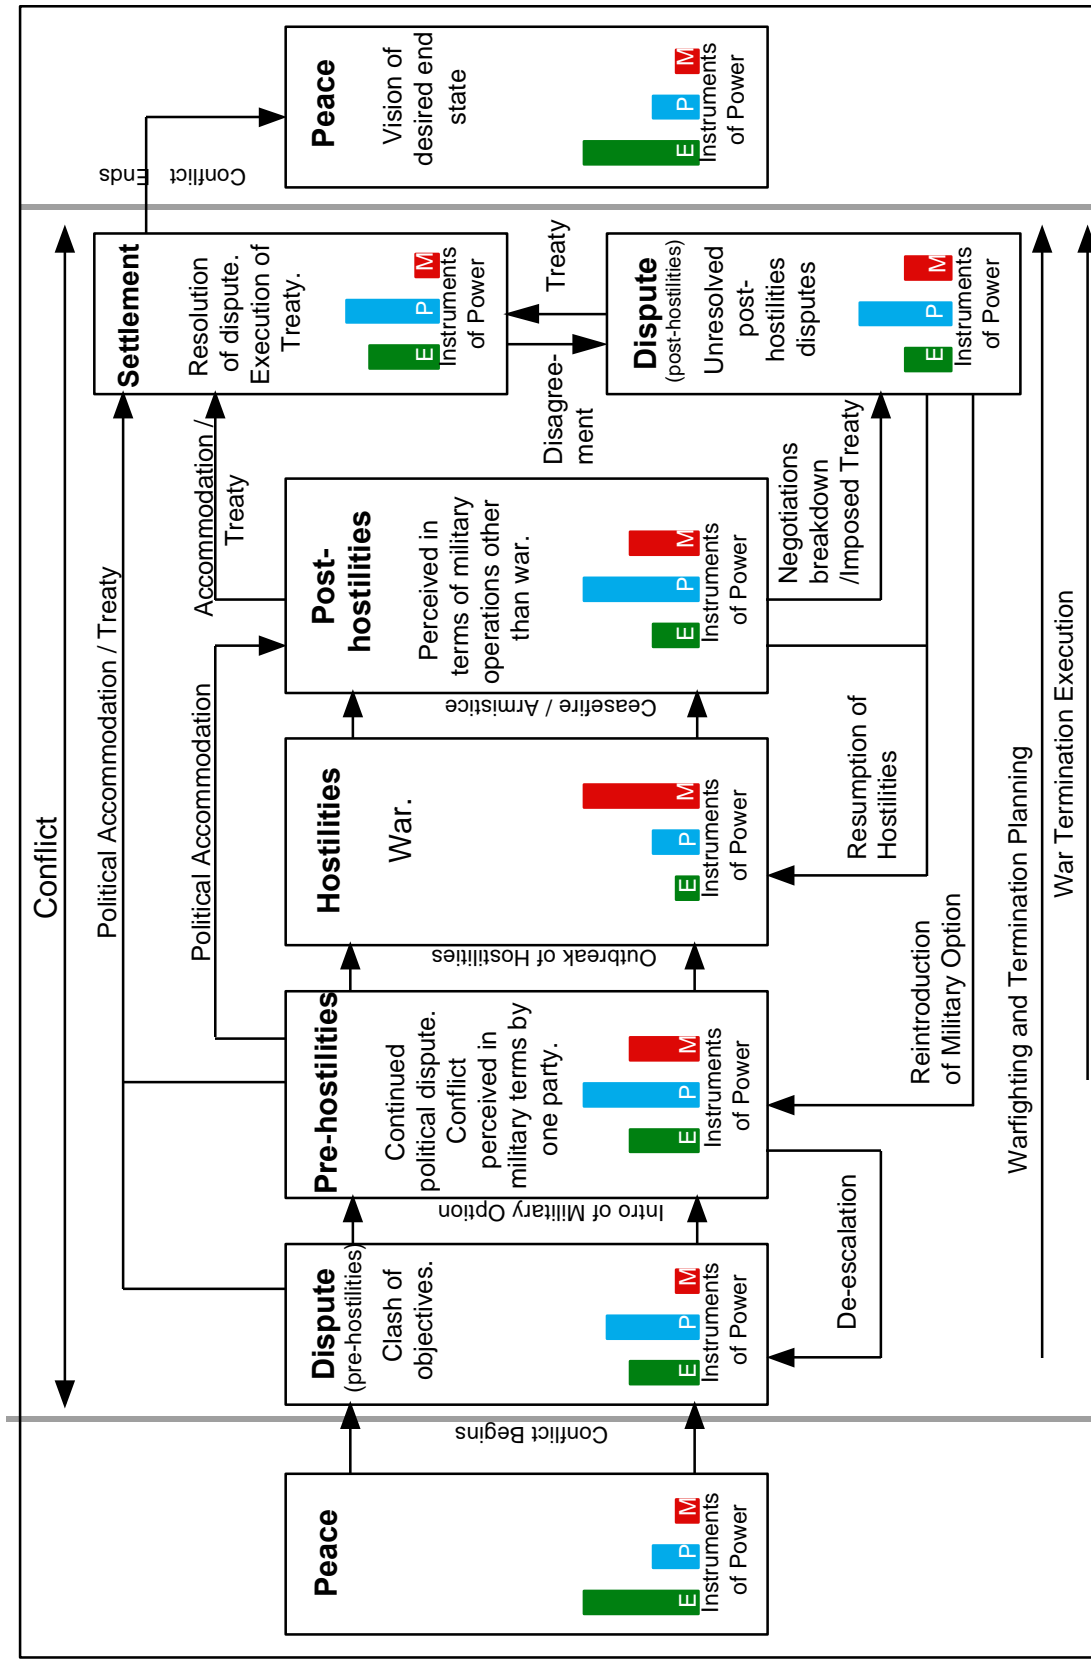 Conflict
Political Accommodation / Treaty
Political Accommodation
Accommodation /
Treaty
Peace
E
P
M
Instruments
of Power
Conflict Begins
Dispute
(pre-hostilities)
Clash of
objectives.
E
P
M
Instruments
of Power
Intro of Military Option
Pre-hostilities
Continued
political dispute.
Conflict
perceived in
military terms by
one party.
E
P
M
Instruments
of Power
Outbreak of Hostilities
Hostilities
War.
E
P
M
Instruments
of Power
Ceasefire / Armistice
Post-
hostilities
Perceived in
terms of military
operations other
than war.
E
P
M
Instruments
of Power
Settlement
Resolution
of dispute.
Execution of
Treaty.
E
P
M
Instruments
of Power
Disagree-
ment
Treaty
Dispute
(post-hostilities)
Unresolved
post-
hostilities
disputes
E
P
M
Instruments
of Power
Conflict Ends
Peace
Vision of
desired end
state
E
P
M
Instruments
of Power
De-escalation
Reintroduction
of Military Option
Resumption of
Hostilities
Negotiations
breakdown
/Imposed Treaty
Warfighting and Termination Planning
War Termination Execution